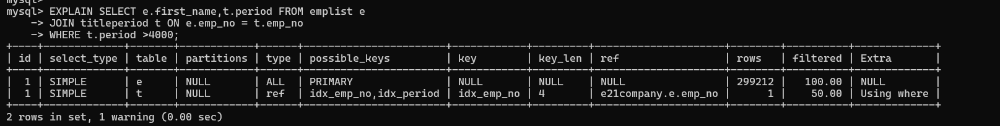 mysql>
mysql> EXPLAIN SELECT e.first_name,t.period FROM emplist e
    -> JOIN titleperiod t ON e.emp_no = t.emp_no
    -> WHERE t.period >4000;
+----+-------------+-------+------------+------+-----------------------+------------+---------+---------------------+--------+----------+-------------+
| id | select_type | table | partitions | type | possible_keys         | key        | key_len | ref                 | rows   | filtered | Extra       |
+----+-------------+-------+------------+------+-----------------------+------------+---------+---------------------+--------+----------+-------------+
|  1 | SIMPLE      | e     | NULL       | ALL  | PRIMARY               | NULL       | NULL    | NULL                | 299212 |   100.00 | NULL        |
|  1 | SIMPLE      | t     | NULL       | ref  | idx_emp_no,idx_period | idx_emp_no | 4       | e21company.e.emp_no |      1 |    50.00 | Using where |
+----+-------------+-------+------------+------+-----------------------+------------+---------+---------------------+--------+----------+-------------+
2 rows in set, 1 warning (0.00 sec)